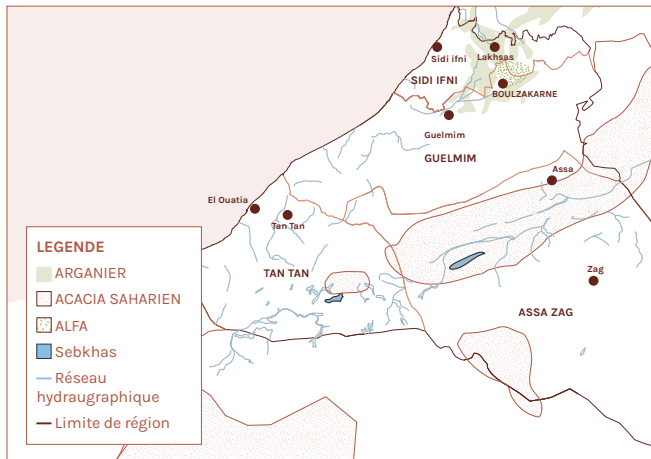 Sidi ifni
Lakhsas
SIDI IFNI
BOULZAKARNE
Guelmim
GUELMIM
Assa
El Ouatia
Tan Tan
TAN TAN
Zag
ASSA ZAG
LEGENDE
ARGANIER
ACACIA SAHARIEN
ALFA
Sebkhas
Réseau
hydraugraphique
Limite de région